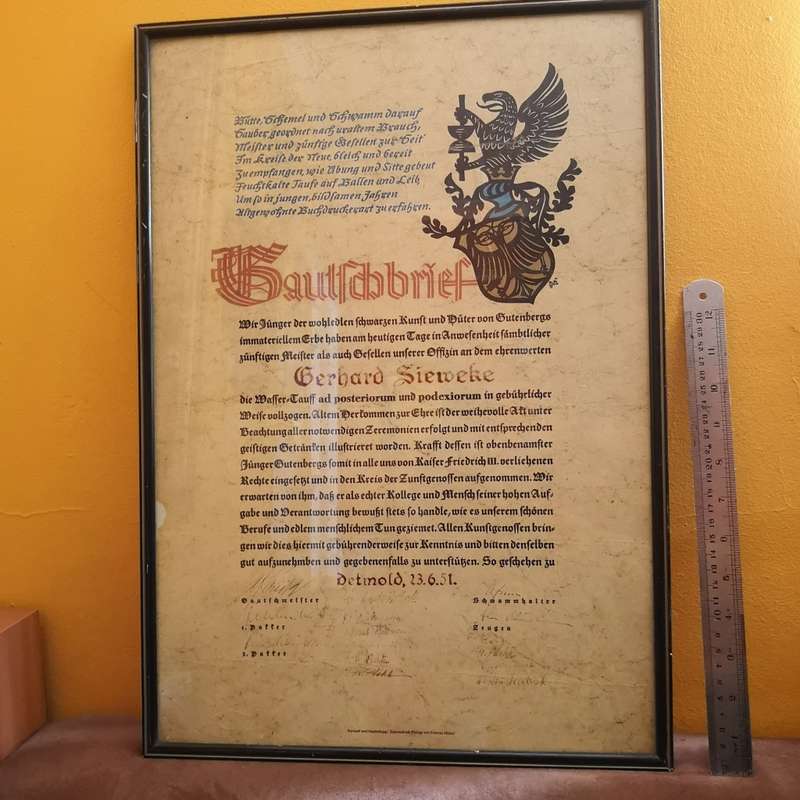 Bütte, Schemel und Schwamm darauf
Sauber geordnet nach uraltem Brauch,
Meister und zünftge Gesellen zur Seit
Im Kreise der Neue, bleich und bereit
Zu empfangen, wie Übung und Sitte gebeut
Feuchtkalte Taufe auf Ballen und Leib,
Um so in jungen, bildsamen Jahren
Altgewohnte Buchdruckerart zu erfahren.
Gautschbrief
Wir Jünger der wohledlen schwarzen Kunst und Hüter von Gutenbergs
immateriellem Erbe haben am heutigen Tage in Anwesenheit sämbtlicher
zünftigen Meister als auch Gesellen unserer Offizin an dem ehrenwerten
Gerhard Sieweke
die Wasser-Tauff ad posteriorum und podexiorum in gebührlicher
Weise vollzogen. Altem Herkommen zur Ehre ist der weihevolle Akt unter
Beachtung aller notwendigen Zeremonien erfolgt und mit entsprechenden
geistigen Getränken illustrieret worden. Krafft dessen ist obenbenamster
Jünger Gutenbergs somit in alle uns von Kaiser Friedrich III. verliehenen
Rechte eingesetzt und in den Kreis der Zunftgenossen aufgenommen. Wir
erwarten von ihm, daß er als echter Kollege und Mensch seiner hohen Auf-
gabe und Verantwortung bewußt stets so handle, wie es unserem schönen
Berufe und edlem menschlichem Tun geziemet. Allen Kunstgenossen brin-
gen wir dies hiermit gebührenderweise zur Kenntnis und bitten denselben
gut aufzunehmben und gegebenenfalls zu unterstützen. So geschehen zu
Detmold, 23.6.51.
Gautschmeister
Schwammhalter
1. Pakker
Zeugen
2. Pakker